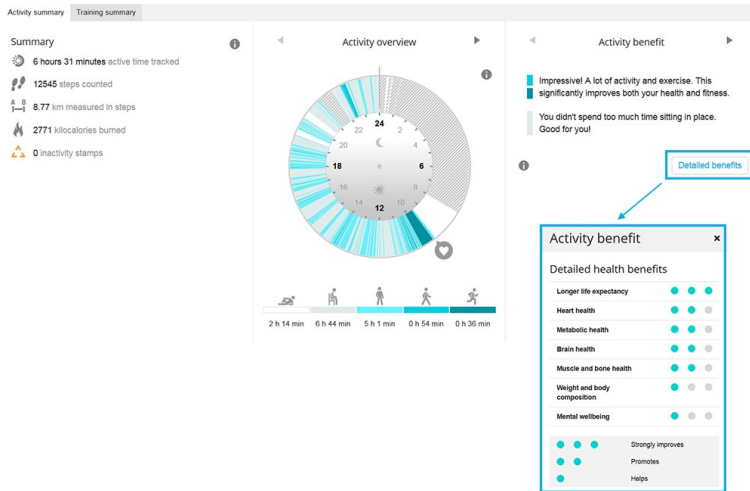 Activity summary
Training summary
Summary
6 hours 31 minutes active time tracked
12545 steps counted
A B
8.77 km measured in steps
2771 kilocalories burned
0 inactivity stamps
Activity overview
24
22
2
20
4
18
6
16
8
14
10
12
2 h 14 min
6 h 44 min
5 h 1 min
0 h 54 min
0 h 36 min
Activity benefit
Impressive! A lot of activity and exercise. This
significantly improves both your health and fitness.
You didn't spend too much time sitting in place.
Good for you!
Detailed benefits
Activity benefit
×
Detailed health benefits
Longer life expectancy
Heart health
Metabolic health
Brain health
Muscle and bone health
Weight and body
composition
Mental wellbeing
Strongly improves
Promotes
Helps